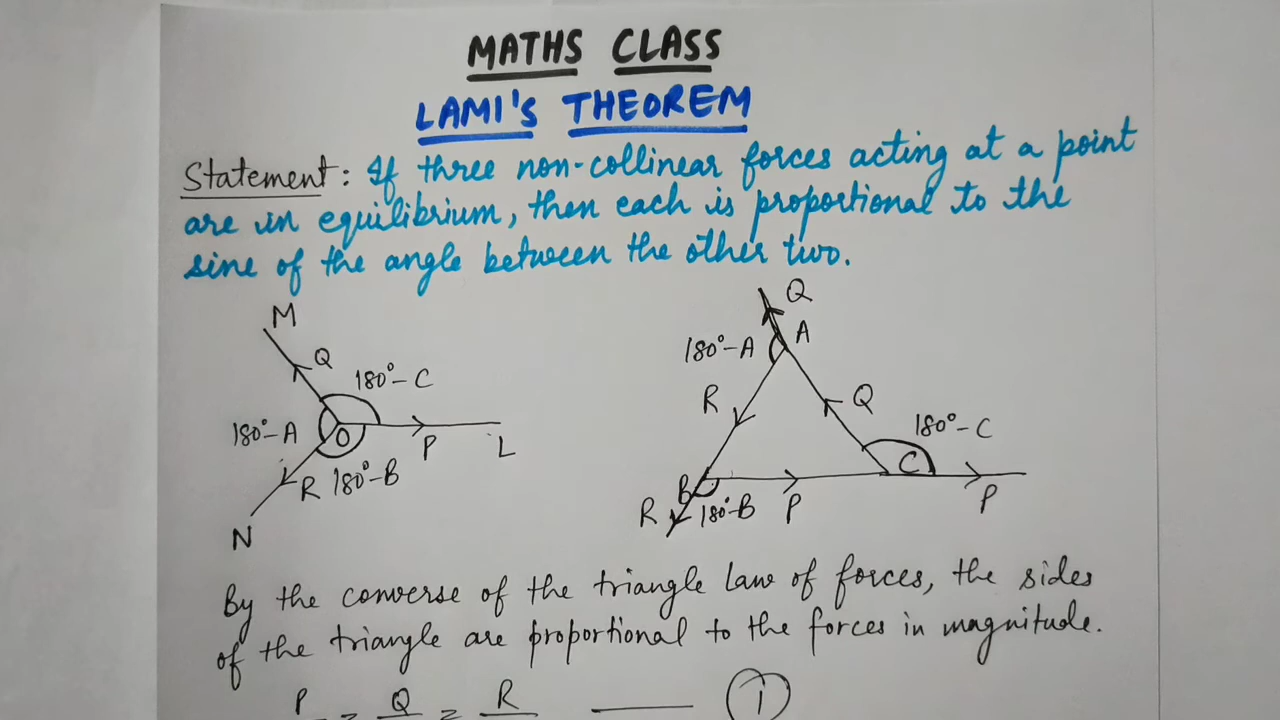 MATHS CLASS
LAMI'S THEOREM
Statement: If three non-collinear forces acting at a point
are in equilibrium, then each is proportional to the
sine of the angle between the other two.
M
Q
180°-C
180°-A
O
P
L
R
180°-B
N
Q
A
180°-A
R
Q
180°-C
C
B
R
180°-B
P
P
By the converse of the triangle law of forces, the sides
of the triangle are proportional to the forces in magnitude.
P = Q = R —— 1